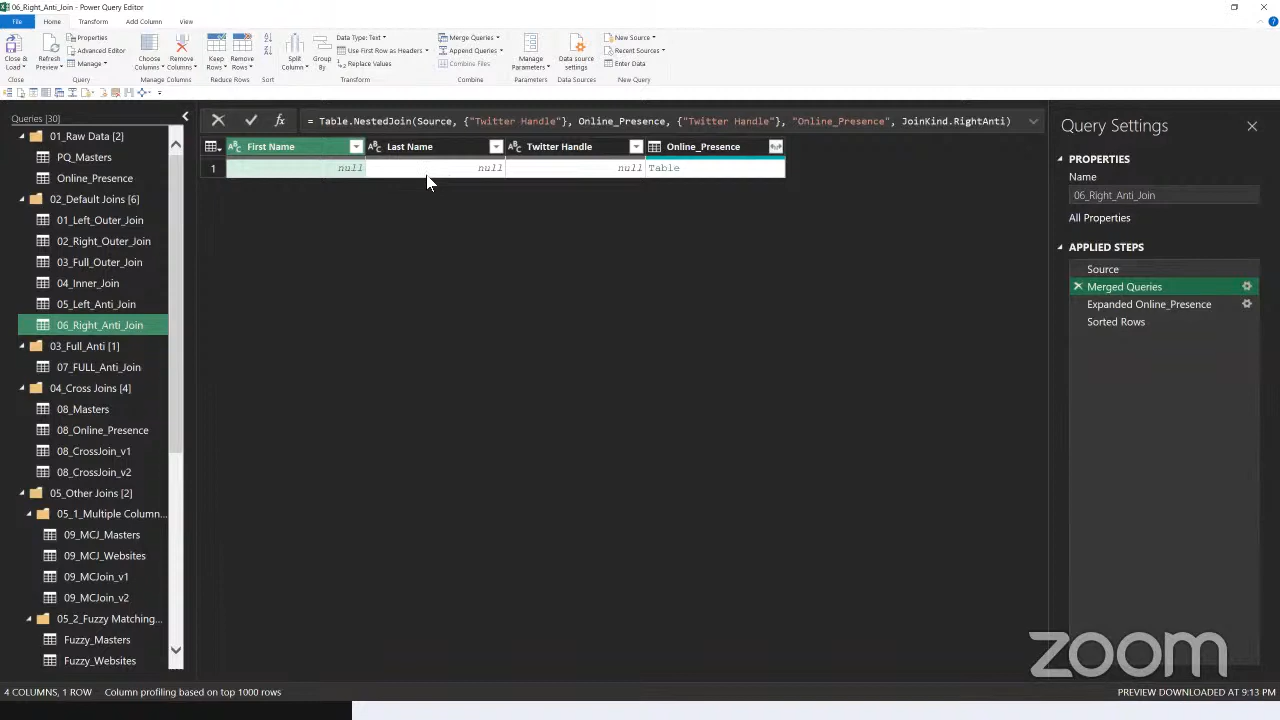 06_Right_Anti_Join - Power Query Editor
File Home Transform Add Column View
Close & Load
Close
Refresh Preview
Properties
Advanced Editor
Manage
Query
Choose Columns
Remove Columns
Manage Columns
Keep Rows
Remove Rows
Reduce Rows
Sort
Split Column
Group By
Data Type: Text
Use First Row as Headers
Replace Values
Transform
Merge Queries
Append Queries
Combine Files
Combine
Manage Parameters
Parameters
Data source settings
Data Sources
New Source
Recent Sources
Enter Data
New Query
Queries [30]
01_Raw Data [2]
PQ_Masters
Online_Presence
02_Default Joins [6]
01_Left_Outer_Join
02_Right_Outer_Join
03_Full_Outer_Join
04_Inner_Join
05_Left_Anti_Join
06_Right_Anti_Join
03_Full_Anti [1]
07_FULL_Anti_Join
04_Cross Joins [4]
08_Masters
08_Online_Presence
08_CrossJoin_v1
08_CrossJoin_v2
05_Other Joins [2]
05_1_Multiple Column...
09_MCJ_Masters
09_MCJ_Websites
09_MCJoin_v1
09_MCJoin_v2
05_2_Fuzzy Matching...
Fuzzy_Masters
Fuzzy_Websites
fx = Table.NestedJoin(Source, {"Twitter Handle"}, Online_Presence, {"Twitter Handle"}, "Online_Presence", JoinKind.RightAnti)
First Name Last Name Twitter Handle Online_Presence
1 null null null Table
Query Settings
PROPERTIES
Name
06_Right_Anti_Join
All Properties
APPLIED STEPS
Source
Merged Queries
Expanded Online_Presence
Sorted Rows
zoom
4 COLUMNS, 1 ROW Column profiling based on top 1000 rows
PREVIEW DOWNLOADED AT 9:13 PM